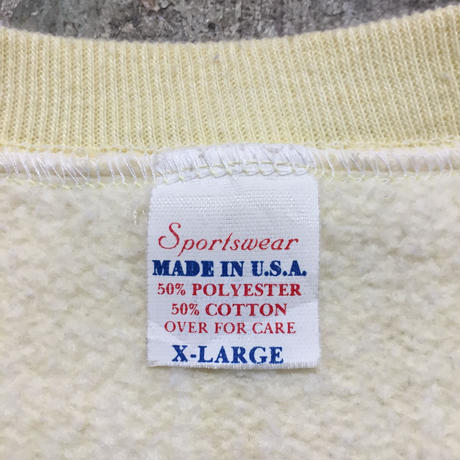 Sportswear
MADE IN U.S.A.
50% POLYESTER
50% COTTON
OVER FOR CARE
X-LARGE